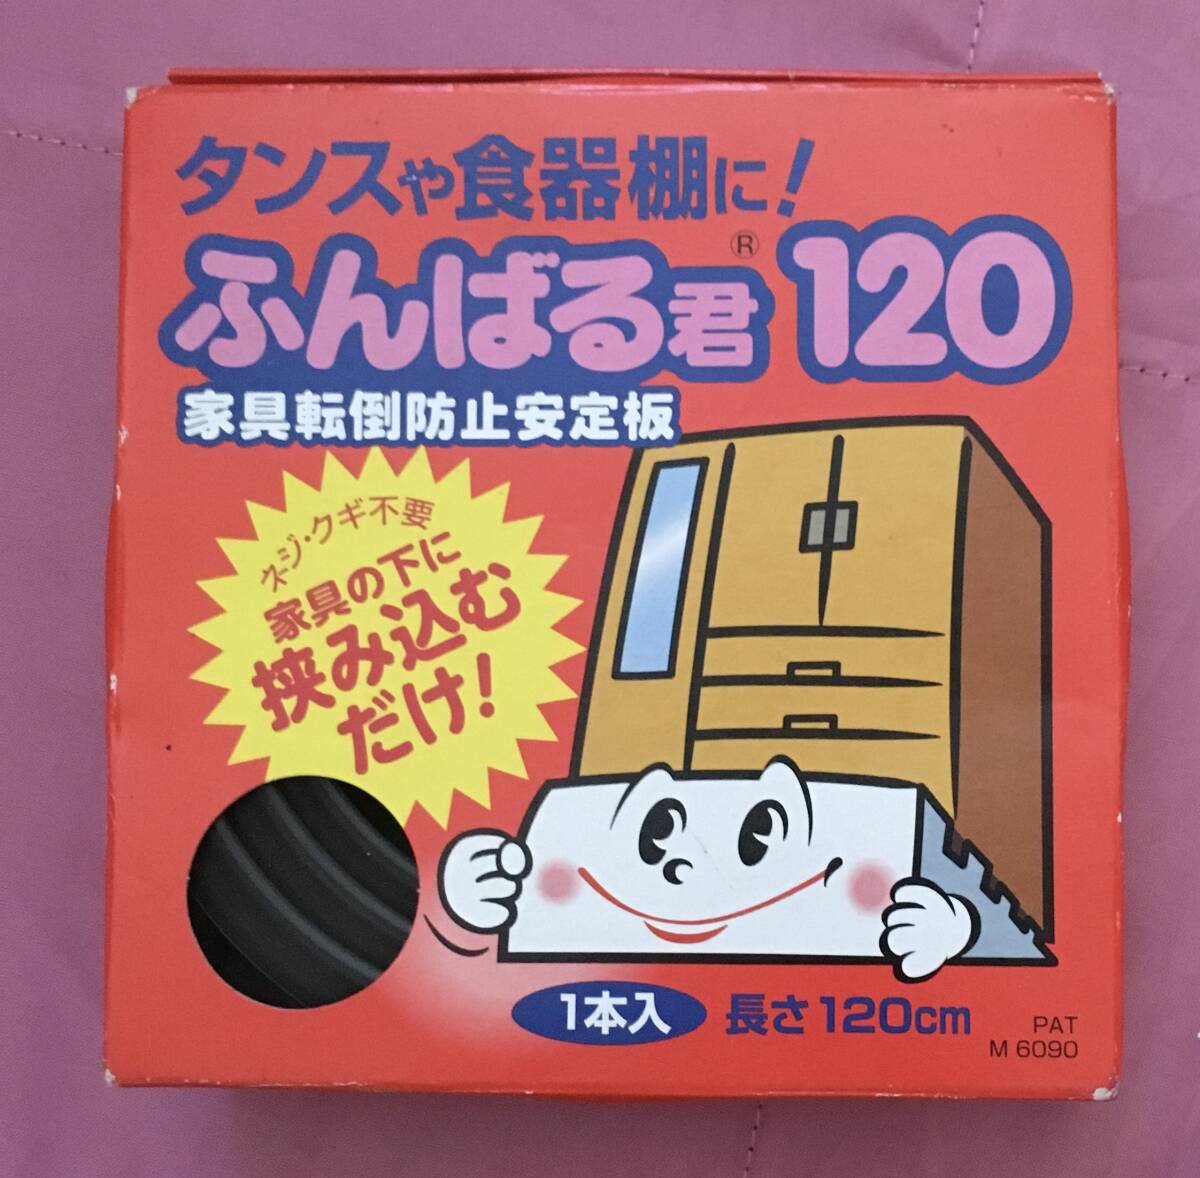 タンスや食器棚に!
ふんばる君®120
家具転倒防止安定板
ネジ・クギ不要
家具の下に
挟み込む
だけ!
1本入 長さ120cm
PAT
M 6090